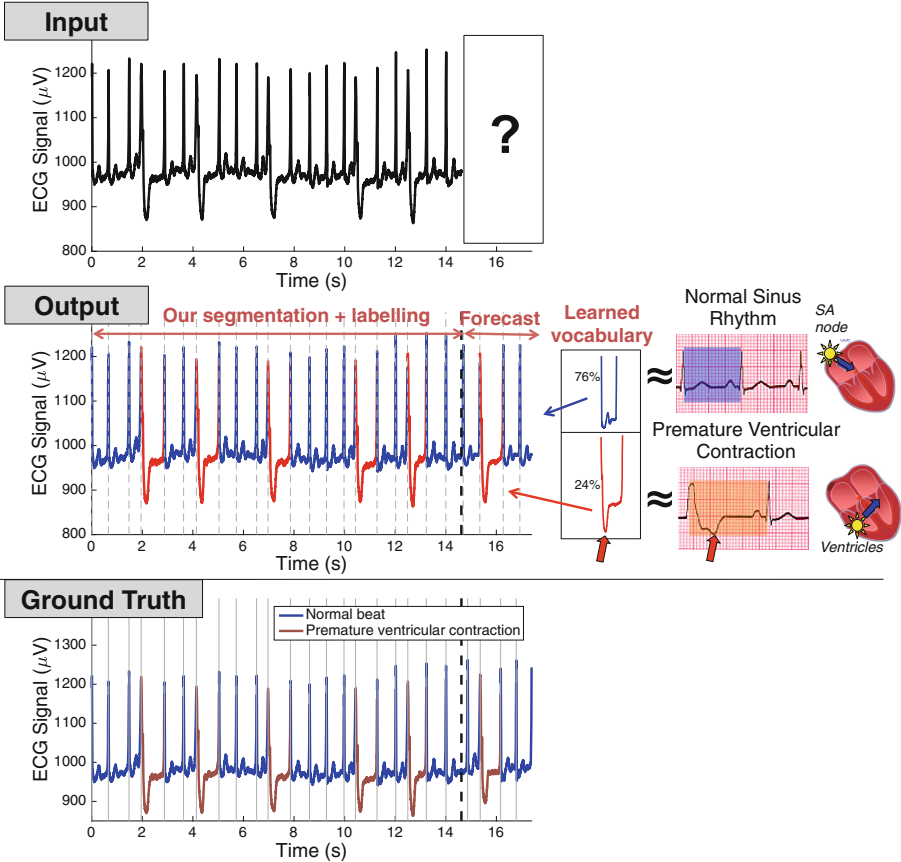 Input
1200
1100
1000
900
800
ECG Signal (μV)
?
0 2 4 6 8 10 12 14 16
Time (s)
Output
Our segmentation + labelling
Forecast
Learned
vocabulary
Normal Sinus
Rhythm
SA
node
1200
1100
1000
900
800
ECG Signal (μV)
76%
≈
24%
≈
Premature Ventricular
Contraction
Ventricles
0 2 4 6 8 10 12 14 16
Time (s)
Ground Truth
Normal beat
Premature ventricular contraction
1300
1200
1100
1000
900
ECG Signal (μV)
0 2 4 6 8 10 12 14 16
Time (s)